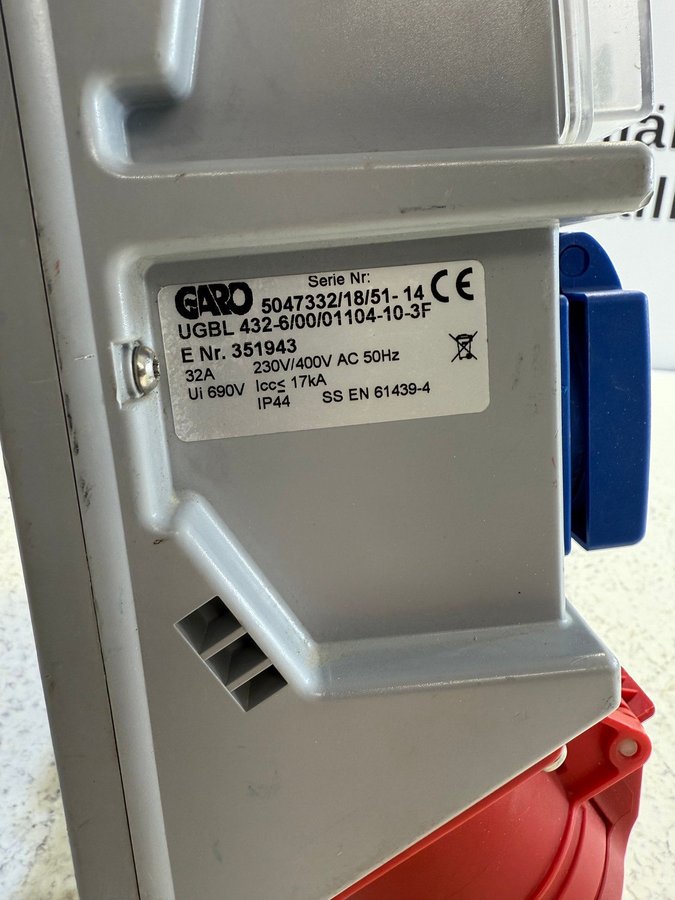 Serie Nr:
GARO 5047332/18/51- 14 CE
UGBL 432-6/00/01104-10-3F
E Nr. 351943
32A 230V/400V AC 50Hz
Ui 690V Icc≤ 17kA
IP44 SS EN 61439-4